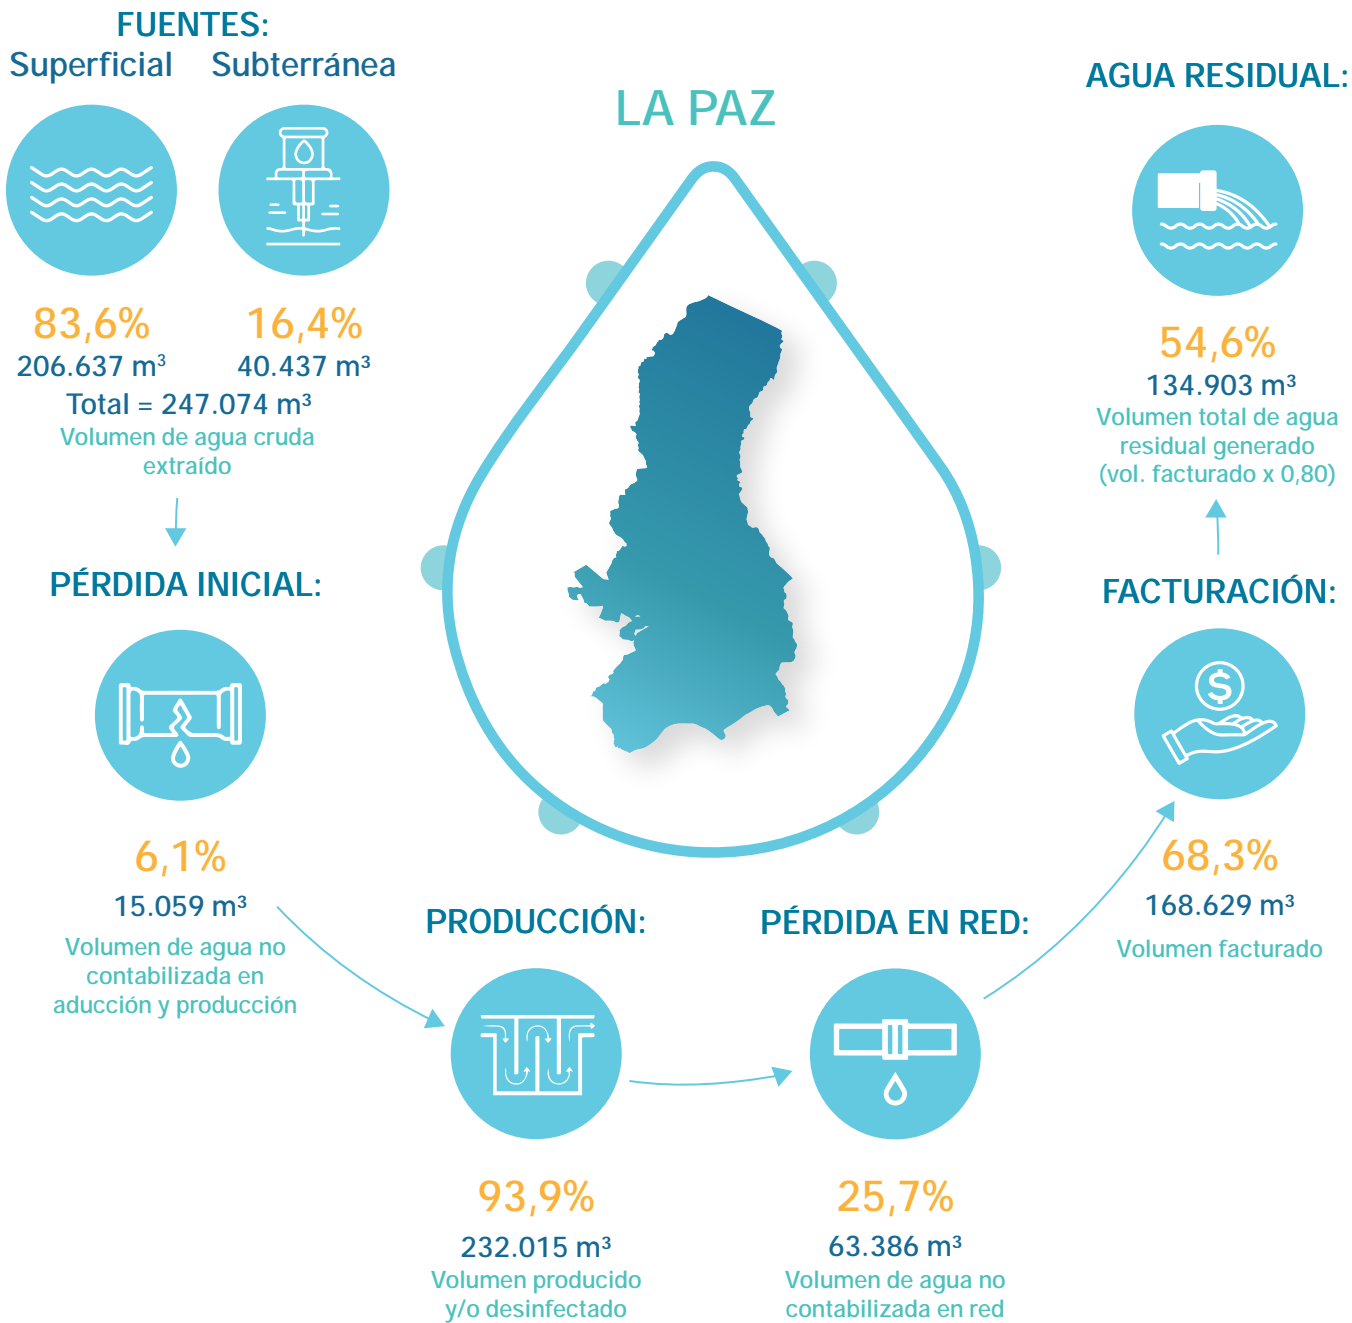 FUENTES:
Superficial
Subterránea
83,6%
206.637 m³
16,4%
40.437 m³
Total = 247.074 m³
Volumen de agua cruda
extraído
PÉRDIDA INICIAL:
6,1%
15.059 m³
Volumen de agua no
contabilizada en
aducción y producción
LA PAZ
PRODUCCIÓN:
93,9%
232.015 m³
Volumen producido
y/o desinfectado
PÉRDIDA EN RED:
25,7%
63.386 m³
Volumen de agua no
contabilizada en red
FACTURACIÓN:
$
68,3%
168.629 m³
Volumen facturado
AGUA RESIDUAL:
54,6%
134.903 m³
Volumen total de agua
residual generado
(vol. facturado x 0,80)